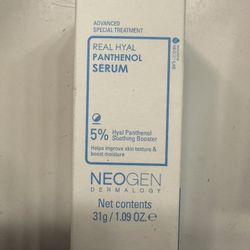 ADVANCED
SPECIAL TREATMENT
REAL HYAL
PANTHENOL
SERUM
5% Hyal Panthenol
Soothing Booster
Helps improve skin texture &
boost moisture
NEOGEN
DERMALOGY
Net contents
31g / 1.09 OZ. ℮